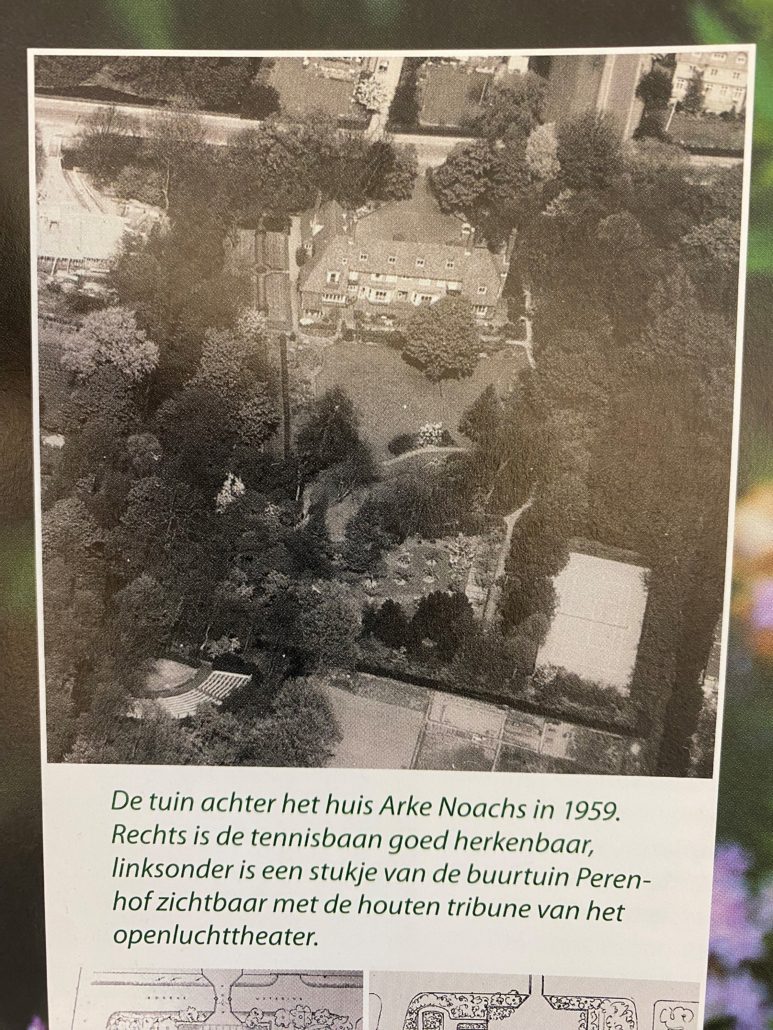 De tuin achter het huis Arke Noachs in 1959.
Rechts is de tennisbaan goed herkenbaar,
linksonder is een stukje van de buurtuin Peren-
hof zichtbaar met de houten tribune van het
openluchttheater.